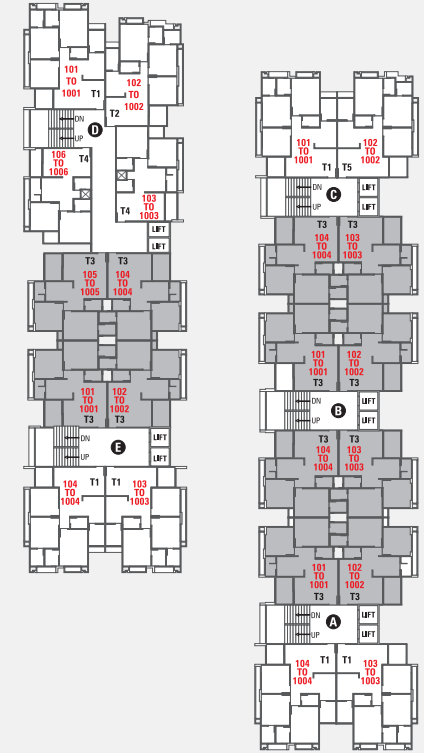 101
TO
1001
T1
102
TO
1002
T2
DN
UP
D
106
TO
1006
T4
T4
103
TO
1003
LIFT
LIFT
T3
T3
105
TO
1005
104
TO
1004
101
TO
1001
T3
102
TO
1002
T3
DN
UP
E
LIFT
LIFT
T1
T1
104
TO
1004
103
TO
1003
101
TO
1001
T1
102
TO
1002
T5
DN
UP
C
LIFT
LIFT
T3
T3
104
TO
1004
103
TO
1003
101
TO
1001
T3
102
TO
1002
T3
DN
UP
B
LIFT
LIFT
T3
T3
104
TO
1004
103
TO
1003
101
TO
1001
T3
102
TO
1002
T3
DN
UP
A
LIFT
LIFT
T1
T1
104
TO
1004
103
TO
1003